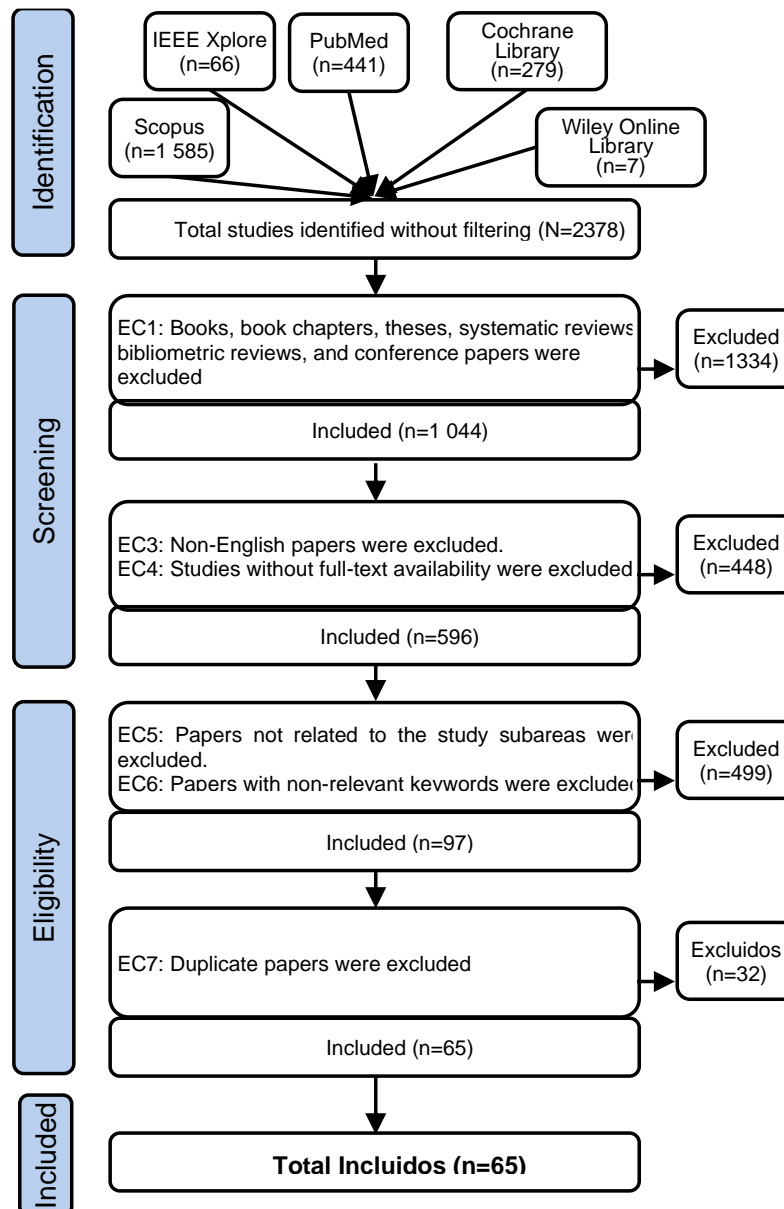 Identification
IEEE Xplore
(n=66)
PubMed
(n=441)
Cochrane
Library
(n=279)
Scopus
(n=1 585)
Wiley Online
Library
(n=7)
Total studies identified without filtering (N=2378)
Screening
EC1: Books, book chapters, theses, systematic reviews
bibliometric reviews, and conference papers were
excluded
Excluded
(n=1334)
Included (n=1 044)
EC3: Non-English papers were excluded.
EC4: Studies without full-text availability were excluded
Excluded
(n=448)
Included (n=596)
Eligibility
EC5: Papers not related to the study subareas were
excluded.
EC6: Papers with non-relevant keywords were excluded
Excluded
(n=499)
Included (n=97)
EC7: Duplicate papers were excluded
Excluidos
(n=32)
Included (n=65)
Included
Total Incluidos (n=65)